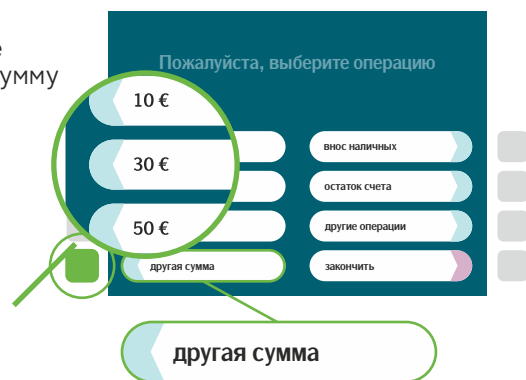 умму
Пожалуйста, выберите операцию
10 €
30 €
50 €
другая сумма
внос наличных
остаток счета
другие операции
закончить
другая сумма